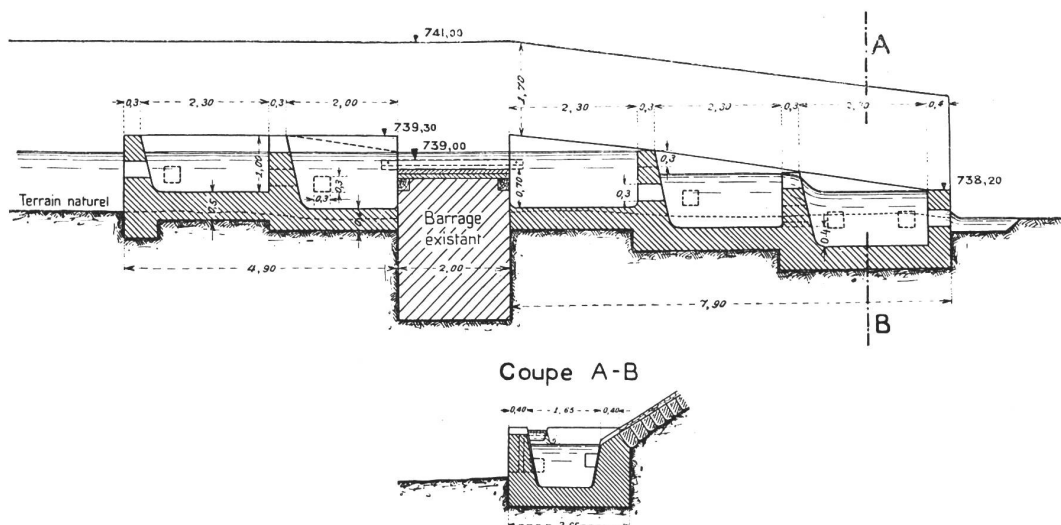 741,00
A
1,70
0,3 2,30 0,3 2,00 2,30 0,3 2,30 0,3 0,4
739,30
739,00
1,00
0,3
0,3
0,70
0,3
0,3
738,20
Terrain naturel
Barrage
existant
0,4
4,90 2,00 7,90
B
Coupe A-B
0,40 1,65 0,40